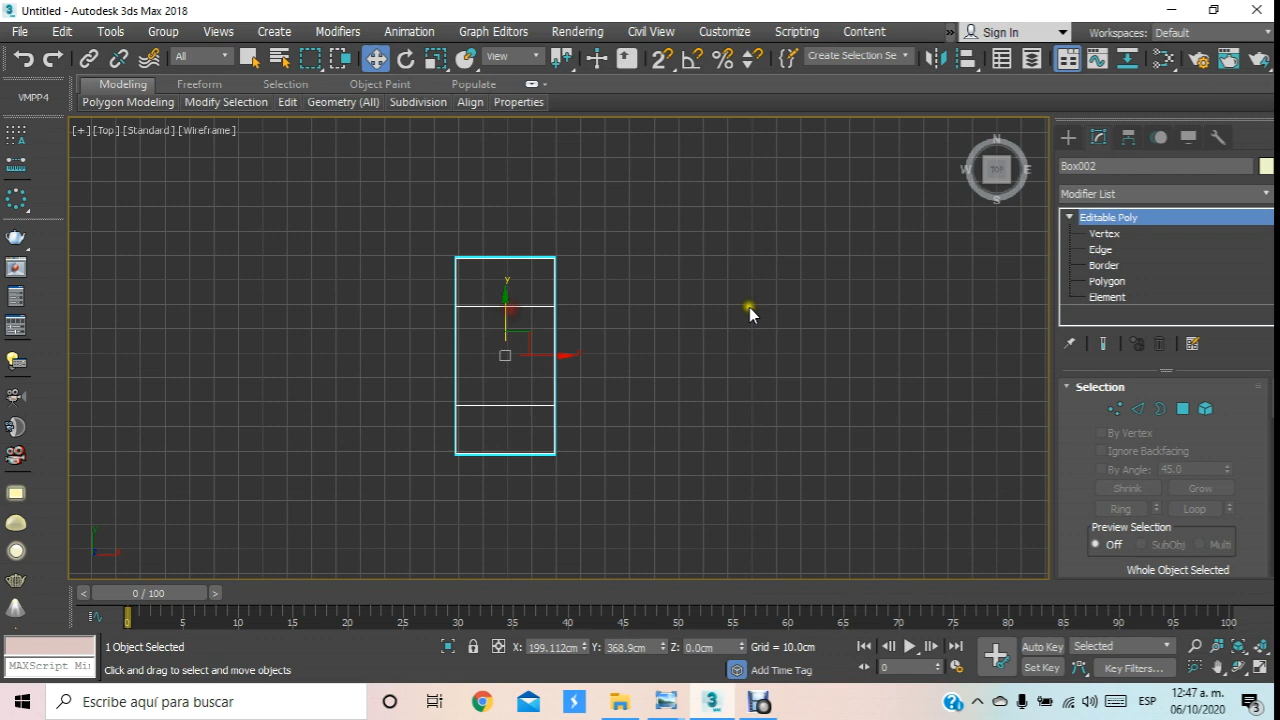 Untitled - Autodesk 3ds Max 2018
File Edit Tools Group Views Create Modifiers Animation Graph Editors Rendering Civil View Customize Scripting Content » Sign In Workspaces: Default
All View Create Selection Se
VMPP4
Modeling Freeform Selection Object Paint Populate
Polygon Modeling Modify Selection Edit Geometry (All) Subdivision Align Properties
[+] [Top] [Standard] [Wireframe]
N
W TOP E
S
y
Box002
Modifier List
Editable Poly
Vertex
Edge
Border
Polygon
Element
Selection
By Vertex
Ignore Backfacing
By Angle: 45.0
Shrink Grow
Ring Loop
Preview Selection
Off SubObj Multi
Whole Object Selected
< 0 / 100 >
0 5 10 15 20 25 30 35 40 45 50 55 60 65 70 75 80 85 90 95 100
1 Object Selected X: 199.112cm Y: 368.9cm Z: 0.0cm Grid = 10.0cm Auto Key Selected
MAXScript Mi Click and drag to select and move objects Add Time Tag 0 Set Key Key Filters...
Escribe aquí para buscar ESP 12:47 a. m.
06/10/2020 3